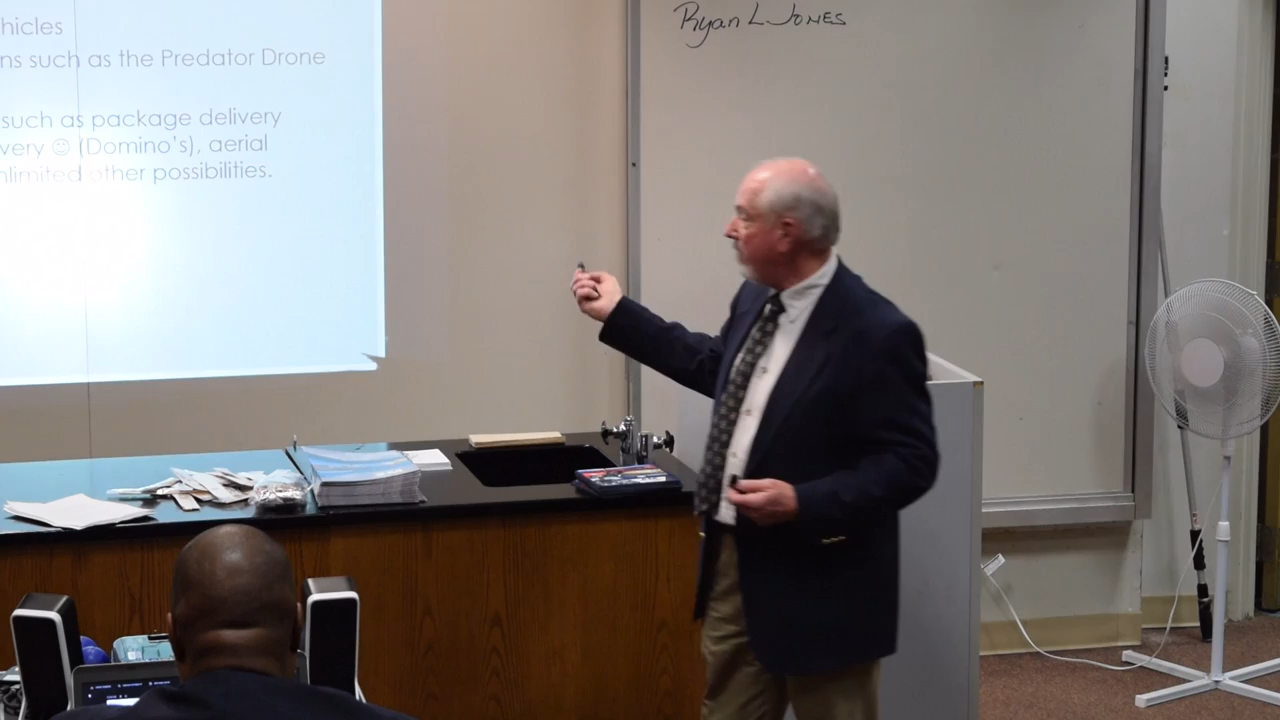 hicles
ns such as the Predator Drone
such as package delivery
very ☺ (Domino's), aerial
nlimited other possibilities.
Ryan L Jones